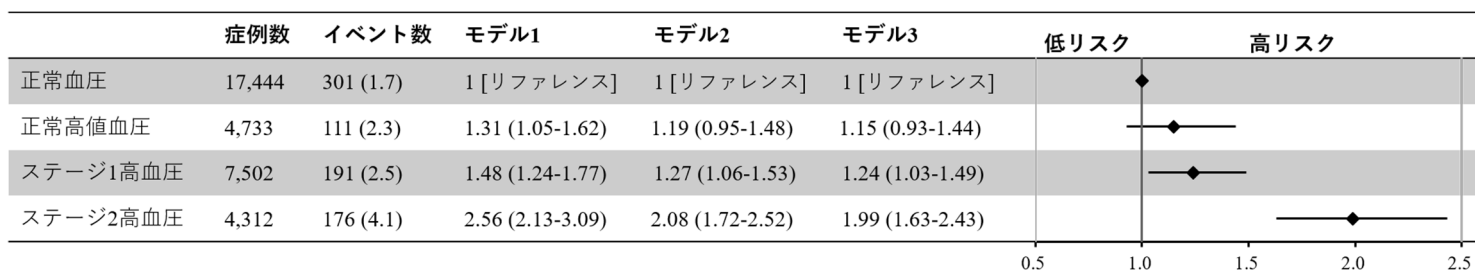 症例数 イベント数 モデル1 モデル2 モデル3 低リスク 高リスク
正常血圧 17,444 301 (1.7) 1 [リファレンス] 1 [リファレンス] 1 [リファレンス]
正常高値血圧 4,733 111 (2.3) 1.31 (1.05-1.62) 1.19 (0.95-1.48) 1.15 (0.93-1.44)
ステージ1高血圧 7,502 191 (2.5) 1.48 (1.24-1.77) 1.27 (1.06-1.53) 1.24 (1.03-1.49)
ステージ2高血圧 4,312 176 (4.1) 2.56 (2.13-3.09) 2.08 (1.72-2.52) 1.99 (1.63-2.43)
0.5 1.0 1.5 2.0 2.5